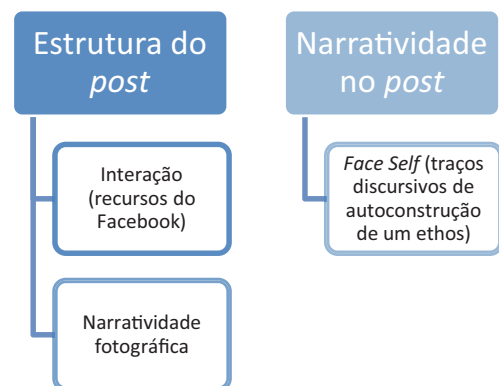 Estrutura do
post
Interação
(recursos do
Facebook)
Narratividade
fotográfica
Narratividade
no post
Face Self (traços
discursivos de
autoconstrução
de um ethos)